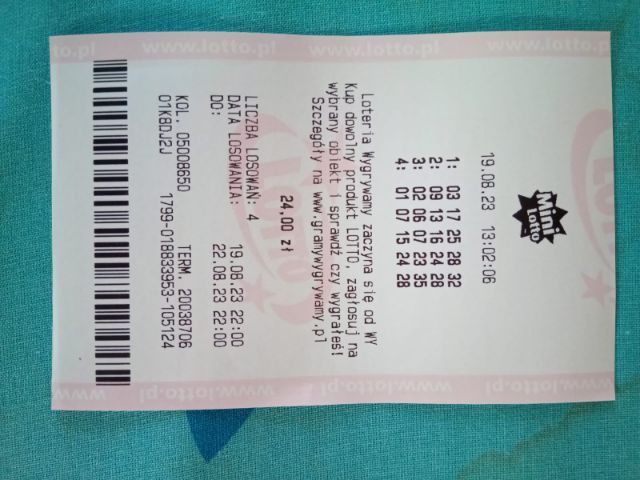 www.lotto.pl www.lotto.pl
Mini
Lotto
19.08.23 13:02:06
1: 03 17 25 28 32
2: 09 13 16 24 28
3: 02 06 07 23 35
4: 01 07 15 24 28
Loteria Wygrywamy zaczyna się od WY
Kup dowolny produkt LOTTO, zagłosuj na
wybrany obiekt i sprawdź czy wygrałeś!
Szczegóły na www.gramywygrywamy.pl
24,00 zł
LICZBA LOSOWAŃ: 4
DATA LOSOWANIA: 19.08.23 22:00
DO: 22.08.23 22:00
KOL. 05008650 TERM. 20038706
01K8DJ2J 1799-018833953-105124
www.lotto.pl www.lotto.pl